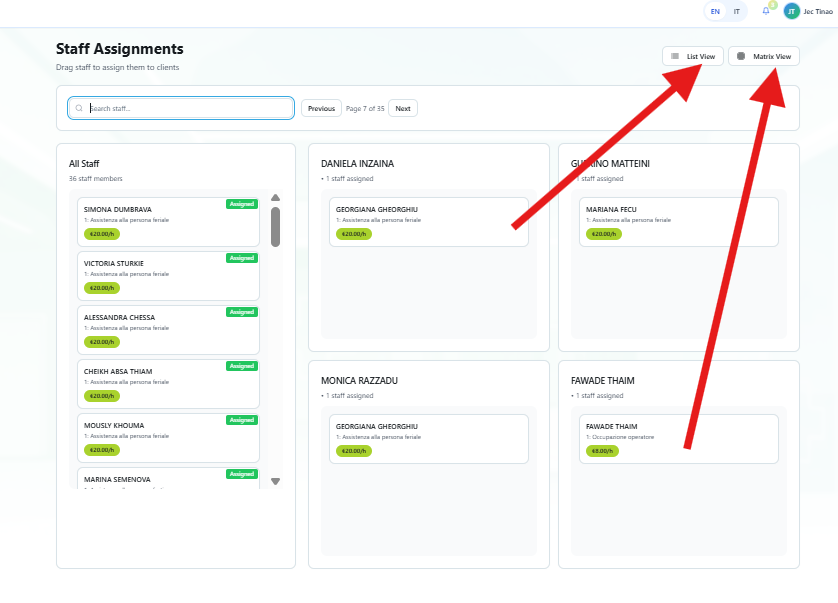 EN IT 8 JT Jec Tinao
Staff Assignments
Drag staff to assign them to clients
List View
Matrix View
Search staff...
Previous
Page 7 of 35
Next
All Staff
36 staff members
SIMONA DUMBRAVA
Assigned
1: Assistenza alla persona feriale
€20.00/h
VICTORIA STURKIE
Assigned
1: Assistenza alla persona feriale
€20.00/h
ALESSANDRA CHESSA
Assigned
1: Assistenza alla persona feriale
€20.00/h
CHEIKH ABSA THIAM
Assigned
1: Assistenza alla persona feriale
€20.00/h
MOUSLY KHOUMA
Assigned
1: Assistenza alla persona feriale
€20.00/h
MARINA SEMENOVA
Assigned
DANIELA INZAINA
• 1 staff assigned
GEORGIANA GHEORGHIU
1: Assistenza alla persona feriale
€20.00/h
MATTEINI
1 staff assigned
MARIANA FECU
1: Assistenza alla persona feriale
€20.00/h
MONICA RAZZADU
• 1 staff assigned
GEORGIANA GHEORGHIU
1: Assistenza alla persona feriale
€20.00/h
FAWADE THAIM
• 1 staff assigned
FAWADE THAIM
1: Occupazione operatore
€8.00/h